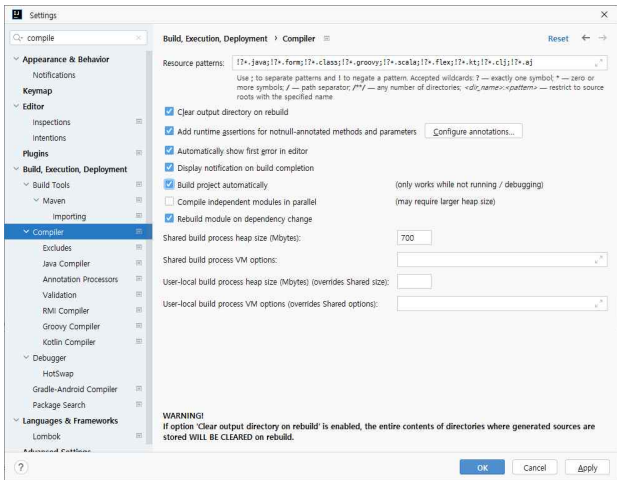 Settings
compile
Appearance & Behavior
Notifications
Keymap
Editor
Inspections
Intentions
Plugins
Build, Execution, Deployment
Build Tools
Maven
Importing
Compiler
Excludes
Java Compiler
Annotation Processors
Validation
RMI Compiler
Groovy Compiler
Kotlin Compiler
Debugger
HotSwap
Gradle-Android Compiler
Package Search
Languages & Frameworks
Lombok
Advanced Settings
Build, Execution, Deployment › Compiler
Reset
Resource patterns: !?*.java;!?*.form;!?*.class;!?*.groovy;!?*.scala;!?*.flex;!?*.kt;!?*.clj;!?*.aj
Use ; to separate patterns and ! to negate a pattern. Accepted wildcards: ? — exactly one symbol; * — zero or
more symbols; / — path separator, /**/ — any number of directories; <dir_name>:<pattern> — restrict to source
roots with the specified name
Clear output directory on rebuild
Add runtime assertions for notnull-annotated methods and parameters Configure annotations...
Automatically show first error in editor
Display notification on build completion
Build project automatically (only works while not running / debugging)
Compile independent modules in parallel (may require larger heap size)
Rebuild module on dependency change
Shared build process heap size (Mbytes): 700
Shared build process VM options:
User-local build process heap size (Mbytes) (overrides Shared size):
User-local build process VM options (overrides Shared options):
WARNING!
If option 'Clear output directory on rebuild' is enabled, the entire contents of directories where generated sources are
stored WILL BE CLEARED on rebuild.
?
OK
Cancel
Apply